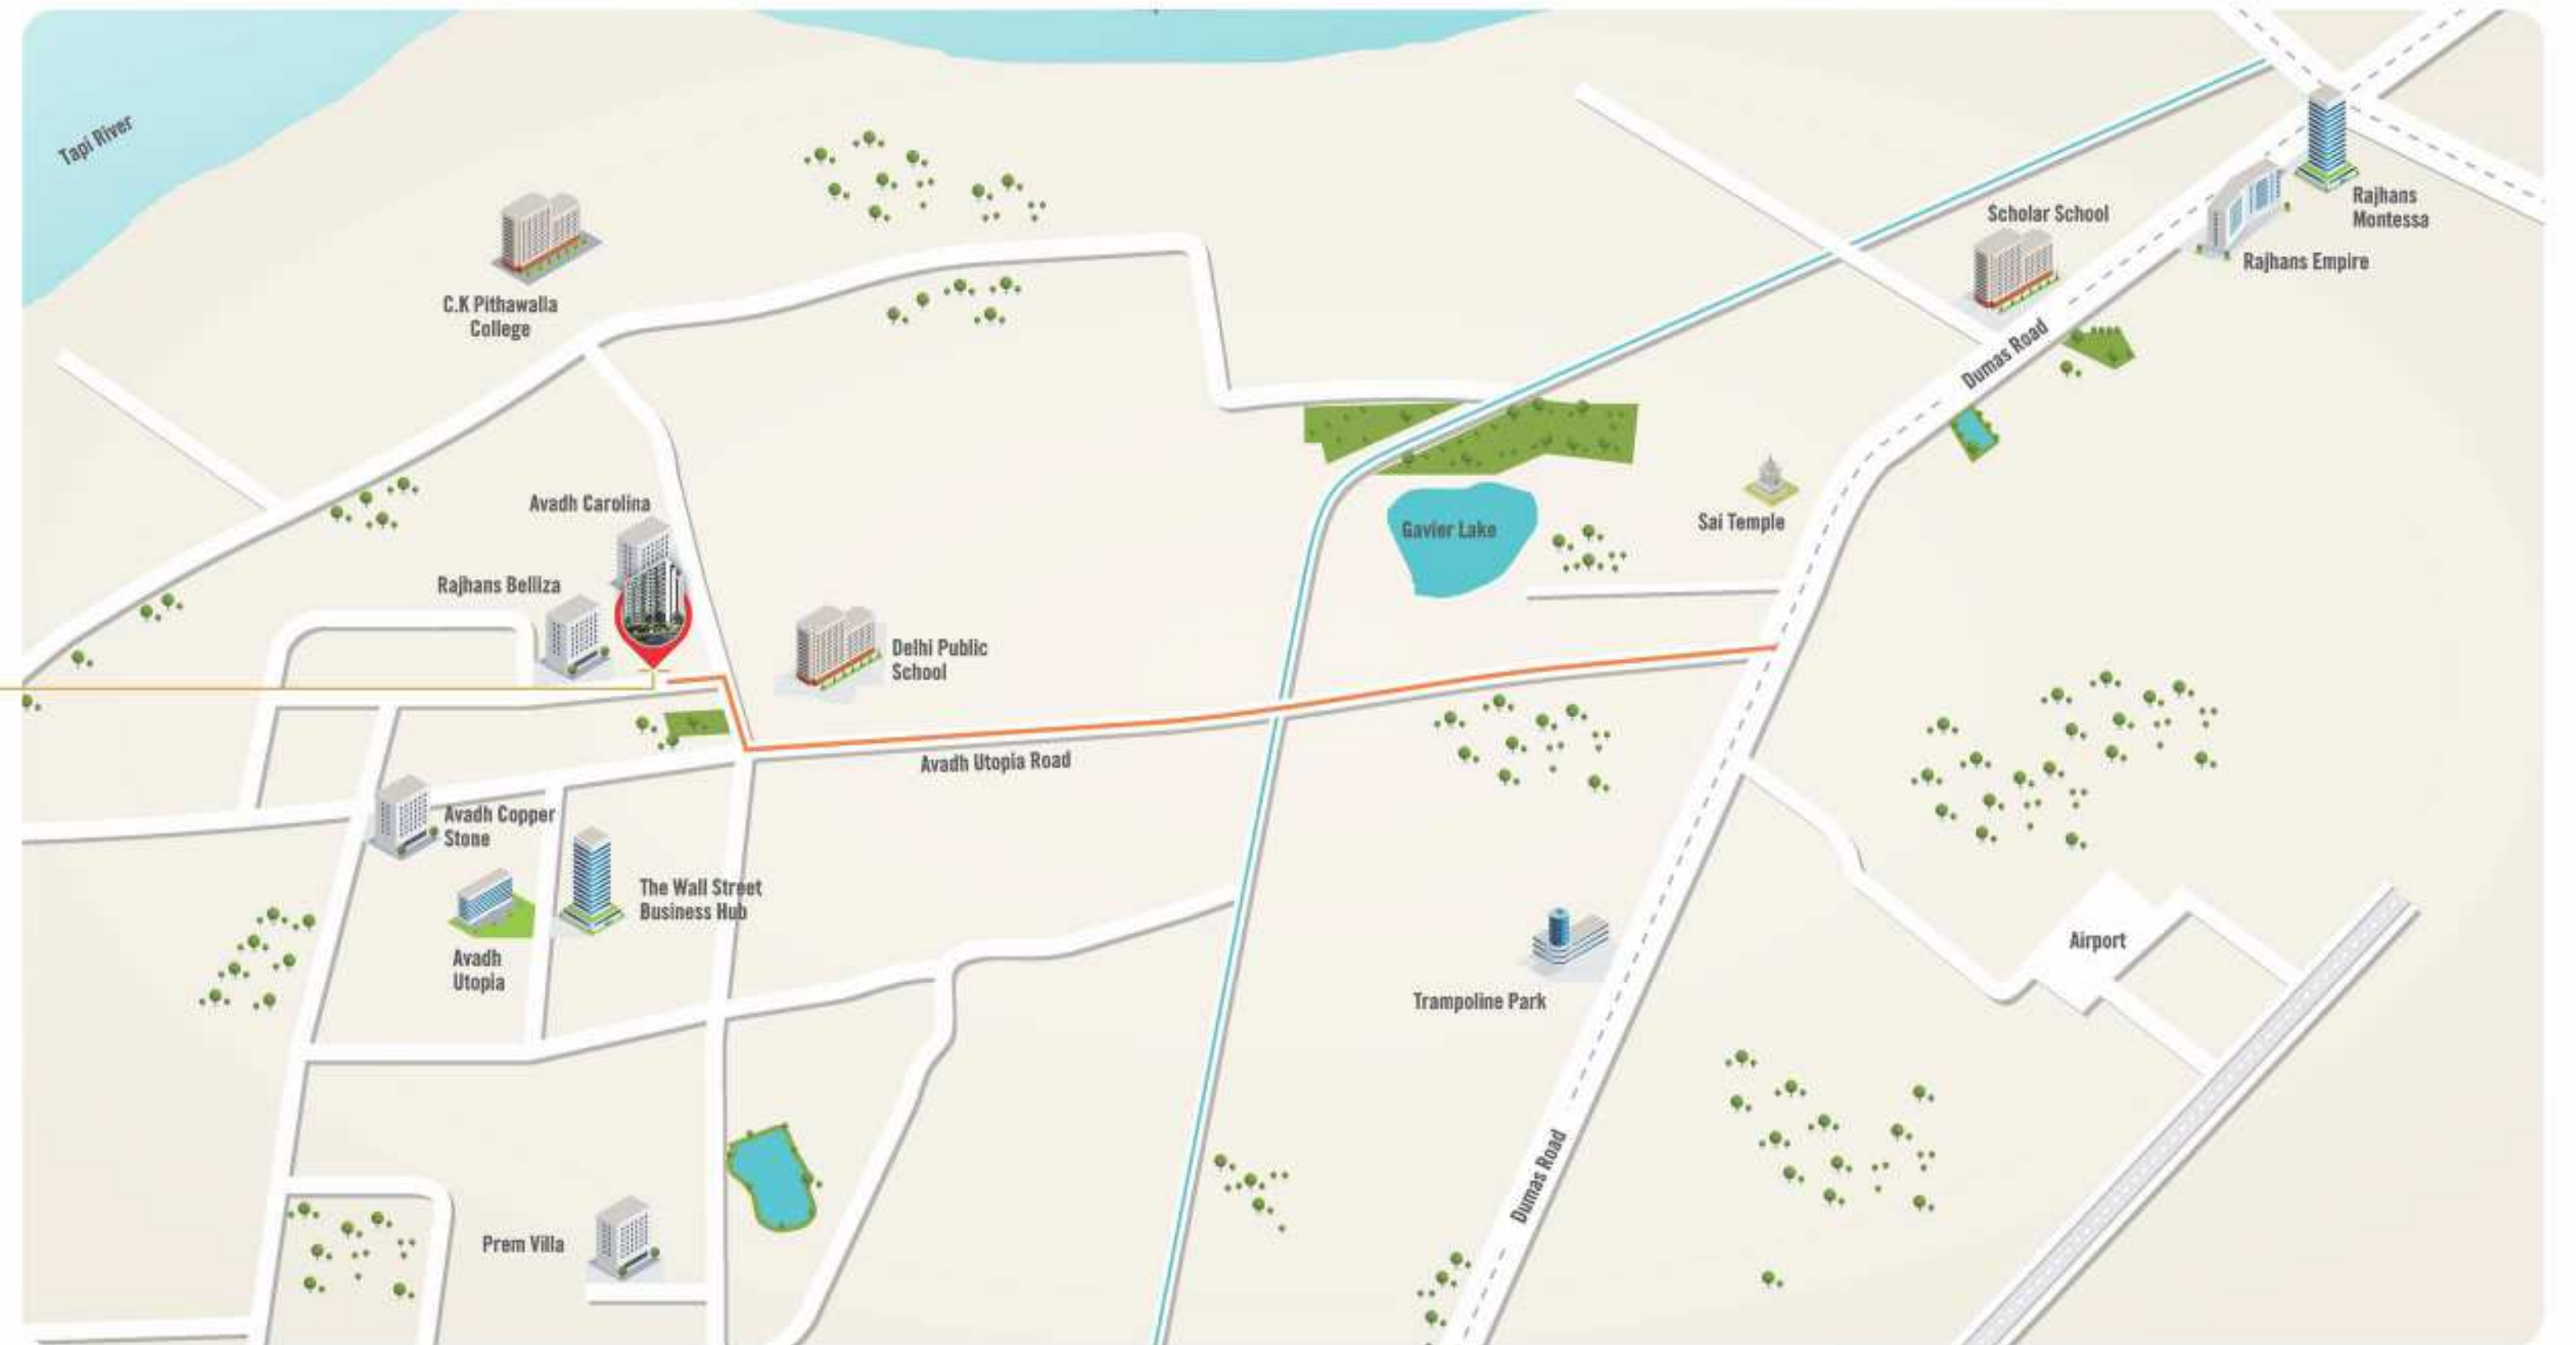 Tapi River
C.K Pithawalla
College
Scholar School
Rajhans
Montessa
Rajhans Empire
Dumas Road
Avadh Carolina
Gavier Lake
Sai Temple
Rajhans Belliza
Delhi Public
School
Avadh Utopia Road
Avadh Copper
Stone
The Wall Street
Business Hub
Avadh
Utopia
Airport
Trampoline Park
Dumas Road
Prem Villa